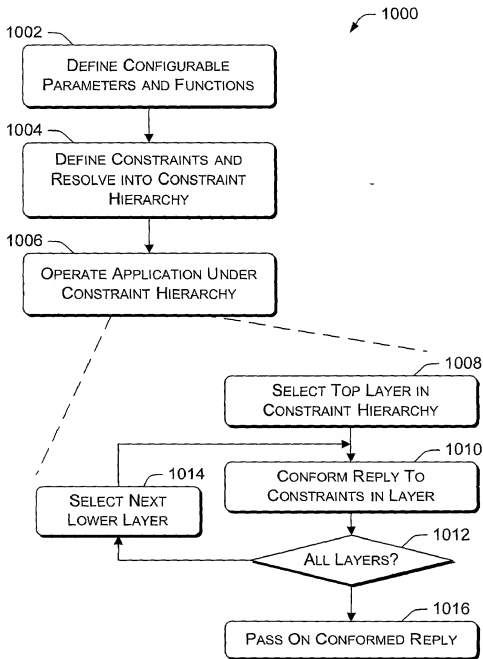 1000
1002
DEFINE CONFIGURABLE
PARAMETERS AND FUNCTIONS
1004
DEFINE CONSTRAINTS AND
RESOLVE INTO CONSTRAINT
HIERARCHY
1006
OPERATE APPLICATION UNDER
CONSTRAINT HIERARCHY
1008
SELECT TOP LAYER IN
CONSTRAINT HIERARCHY
1010
CONFORM REPLY TO
CONSTRAINTS IN LAYER
1014
SELECT NEXT
LOWER LAYER
1012
ALL LAYERS?
1016
PASS ON CONFORMED REPLY